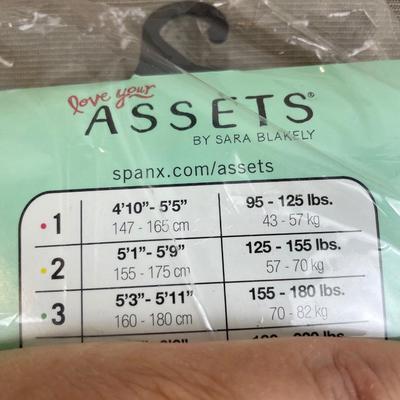 love your
ASSETS®
BY SARA BLAKELY
spanx.com/assets
1 4'10"- 5'5" 95 - 125 lbs.
147 - 165 cm 43 - 57 kg
2 5'1"- 5'9" 125 - 155 lbs.
155 - 175 cm 57 - 70 kg
3 5'3"- 5'11" 155 - 180 lbs.
160 - 180 cm 70 - 82 kg